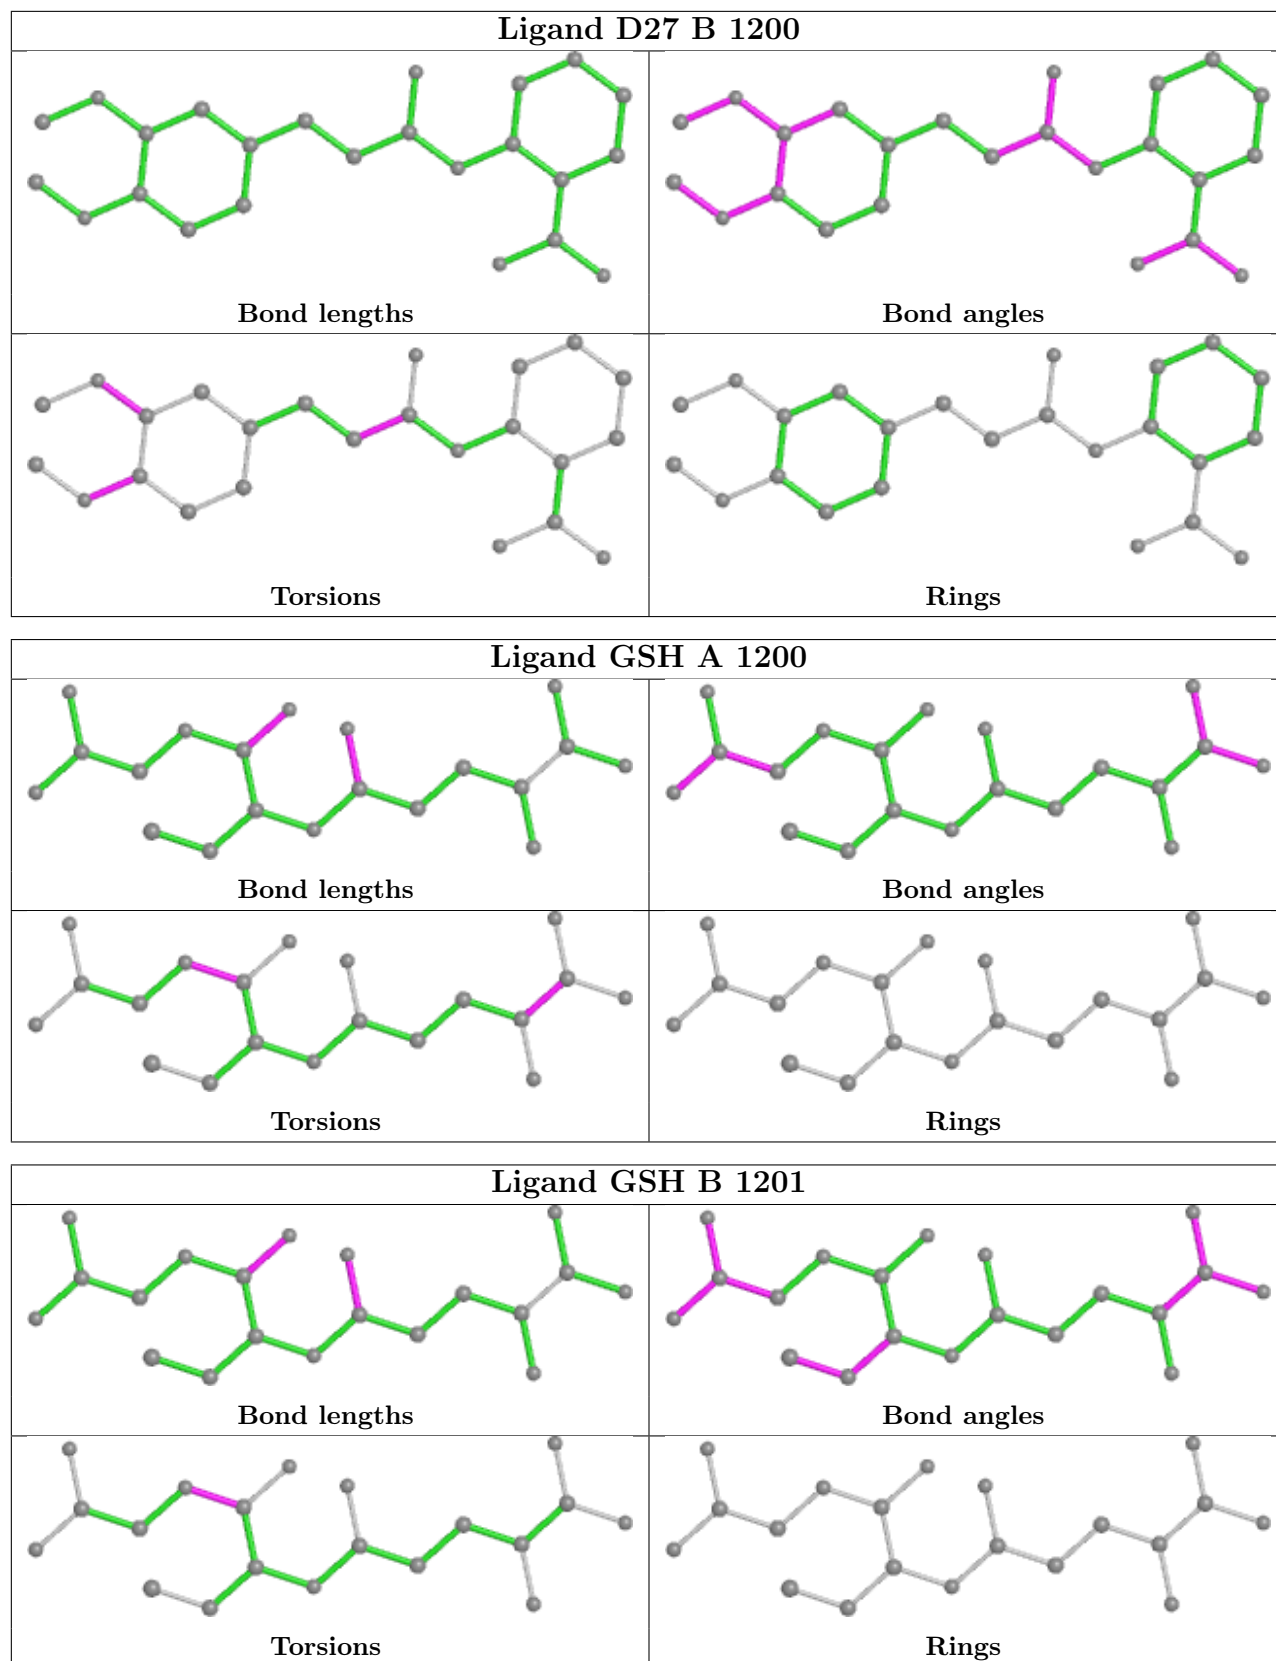 Ligand D27 B 1200
Bond lengths
Bond angles
Torsions
Rings
Ligand GSH A 1200
Bond lengths
Bond angles
Torsions
Rings
Ligand GSH B 1201
Bond lengths
Bond angles
Torsions
Rings